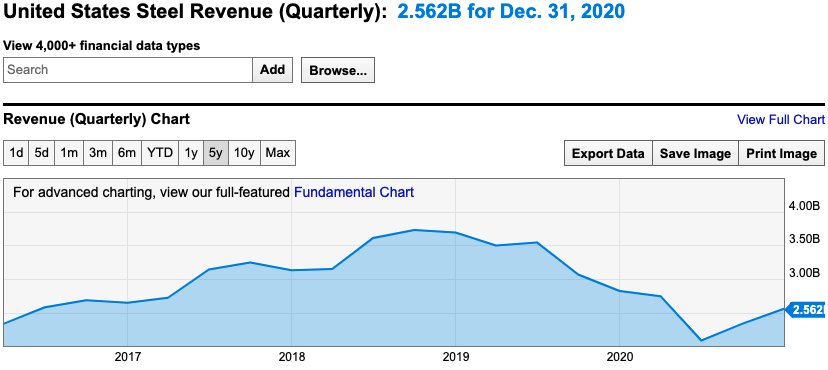 United States Steel Revenue (Quarterly): 2.562B for Dec. 31, 2020
View 4,000+ financial data types
Search Add Browse...
Revenue (Quarterly) Chart View Full Chart
1d 5d 1m 3m 6m YTD 1y 5y 10y Max Export Data Save Image Print Image
For advanced charting, view our full-featured Fundamental Chart
4.00B
3.50B
3.00B
2.562
2017 2018 2019 2020